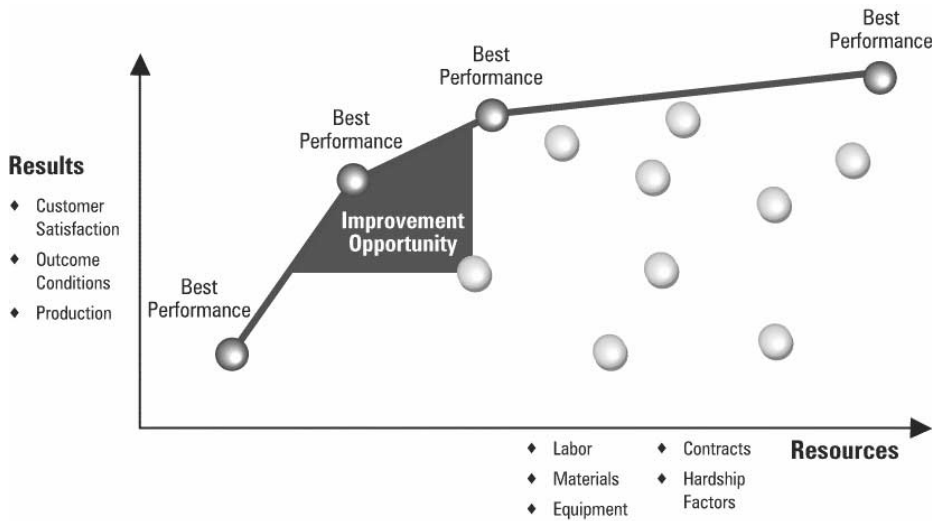 Best
Performance
Best
Performance
Best
Performance
Best
Performance
Results
♦ Customer
Satisfaction
♦ Outcome
Conditions
♦ Production
Improvement
Opportunity
♦ Labor
♦ Materials
♦ Equipment
♦ Contracts
♦ Hardship
Factors
Resources